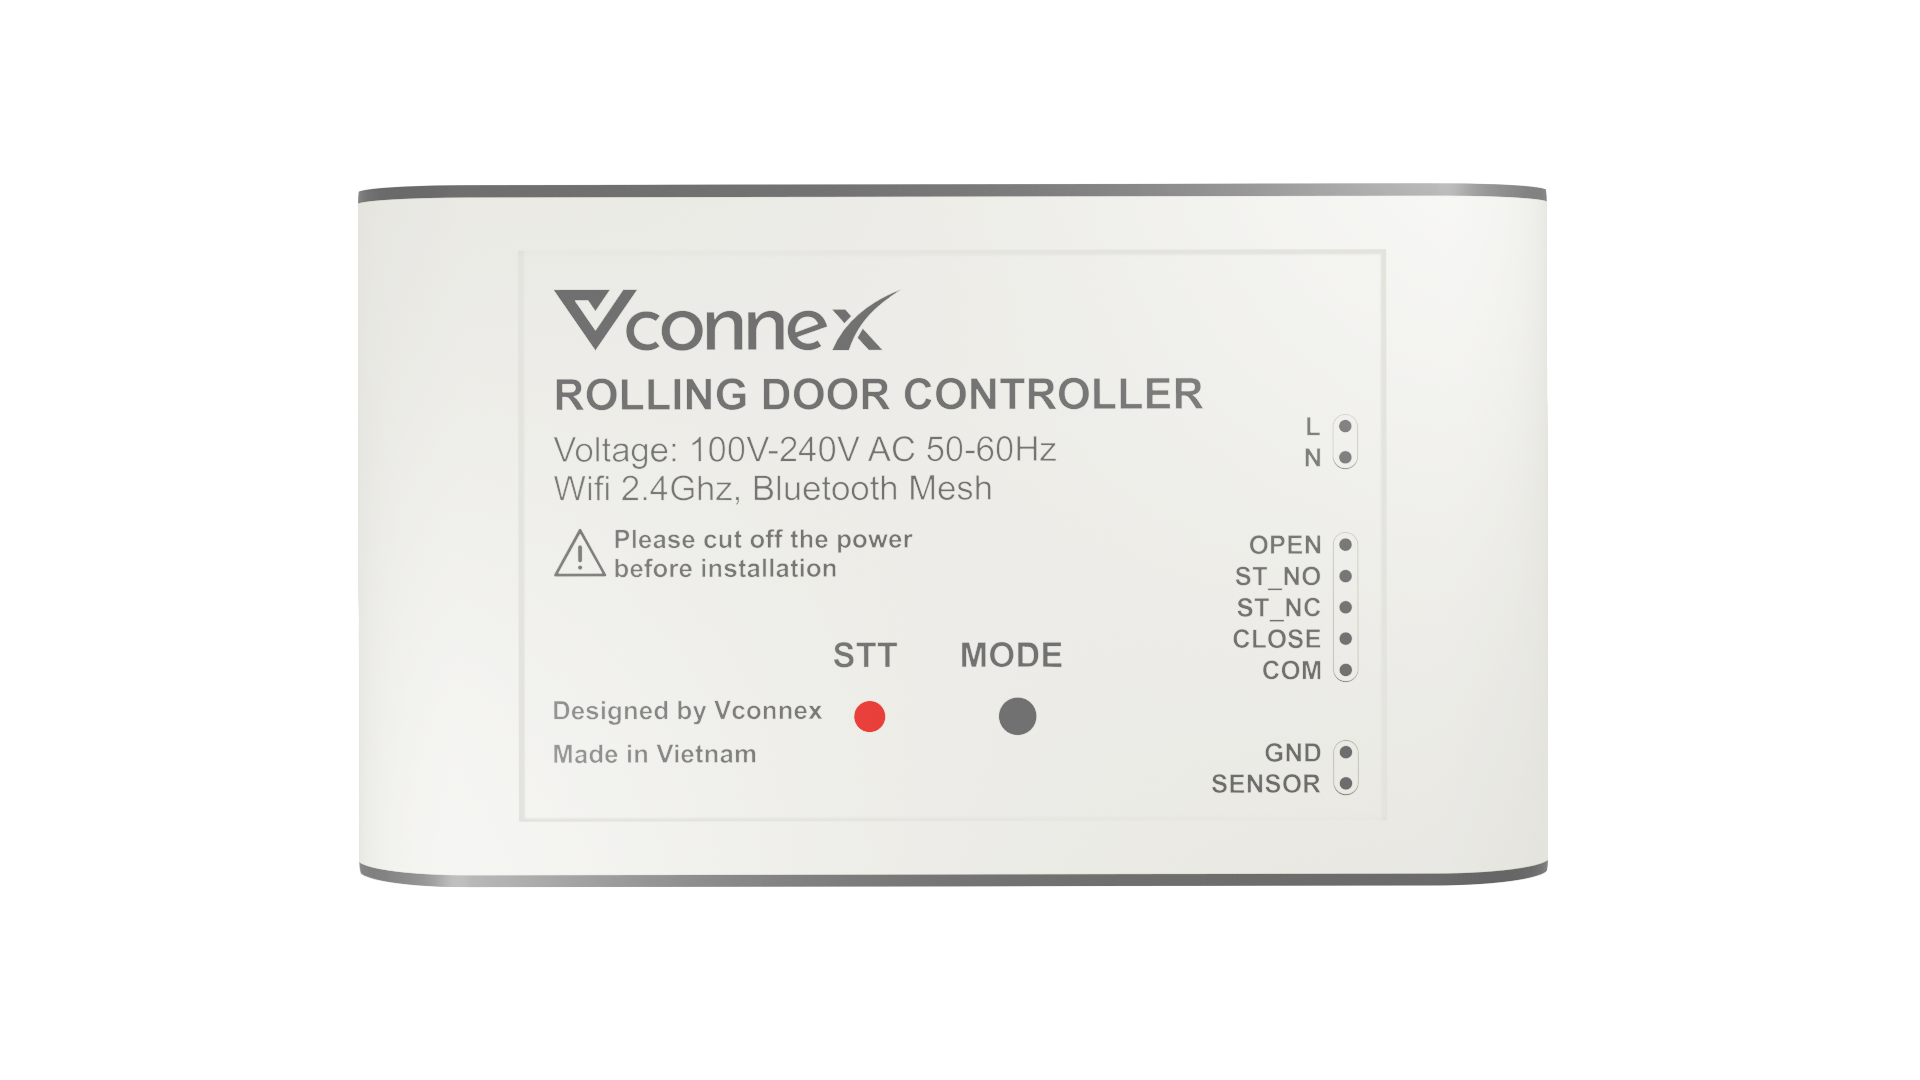 Vconnex
ROLLING DOOR CONTROLLER
Voltage: 100V-240V AC 50-60Hz
Wifi 2.4Ghz, Bluetooth Mesh
Please cut off the power
before installation
STT
MODE
Designed by Vconnex
Made in Vietnam
L
N
OPEN
ST_NO
ST_NC
CLOSE
COM
GND
SENSOR